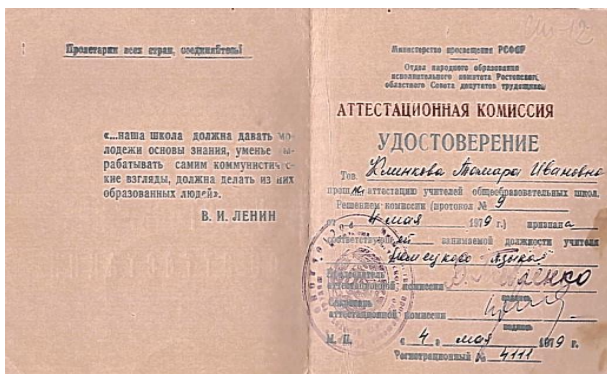 Пролетарии всех стран, соединяйтесь!
«...наша школа должна давать мо-
лодежи основы знания, уменье вы-
рабатывать самим коммунистичес-
кие взгляды, должна делать из них
образованных людей».
В. И. ЛЕНИН
Министерство просвещения РСФСР
Отдел народного образования
исполнительного комитета Ростовского
областного Совета депутатов трудящихся
АТТЕСТАЦИОННАЯ КОМИССИЯ
УДОСТОВЕРЕНИЕ
Тов. Клинкова Тамара Ивановна
прошла аттестацию учителей общеобразовательных школ.
Решением комиссии (протокол № 9
от 4 мая 1979 г.) признана
соответствующей занимаемой должности учителя
Немецкого языка
Председатель
аттестационной комиссии
подпись
Секретарь
аттестационной комиссии
подпись
М. П. « 4 » мая 1979 г.
Регистрационный № 4111